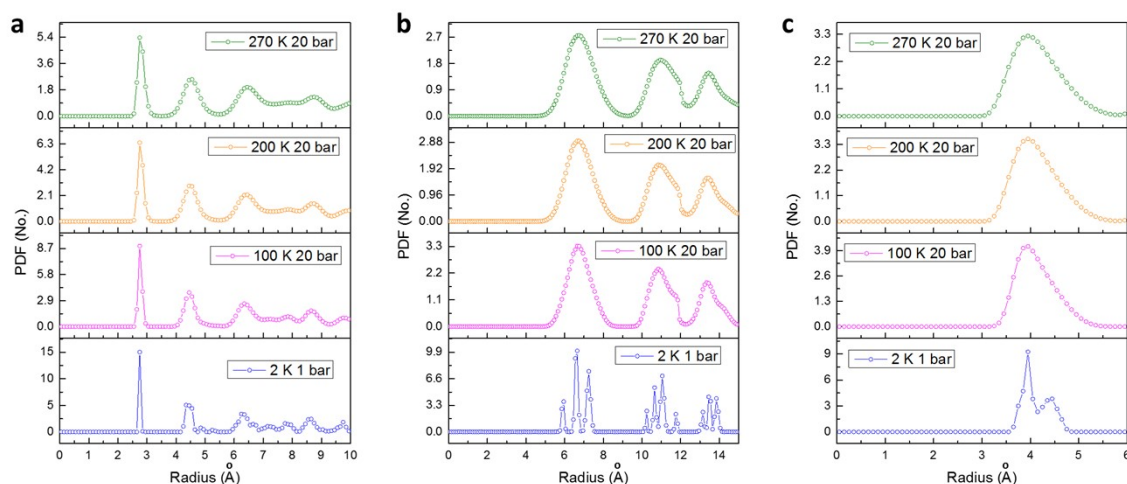 a
270 K 20 bar
5.4
3.6
1.8
0.0
200 K 20 bar
6.3
4.2
2.1
0.0
100 K 20 bar
8.7
5.8
2.9
0.0
2 K 1 bar
15
10
5
0
0 1 2 3 4 5 6 7 8 9 10
PDF (No.)
Radius (Å)
b
270 K 20 bar
2.7
1.8
0.9
0.0
200 K 20 bar
2.88
1.92
0.96
0.00
100 K 20 bar
3.3
2.2
1.1
0.0
2 K 1 bar
9.9
6.6
3.3
0.0
0 2 4 6 8 10 12 14
PDF (No.)
Radius (Å)
c
270 K 20 bar
3.3
2.2
1.1
0.0
200 K 20 bar
3.3
2.2
1.1
0.0
100 K 20 bar
3.9
2.6
1.3
0.0
2 K 1 bar
9
6
3
0
0 1 2 3 4 5 6
PDF (No.)
Radius (Å)